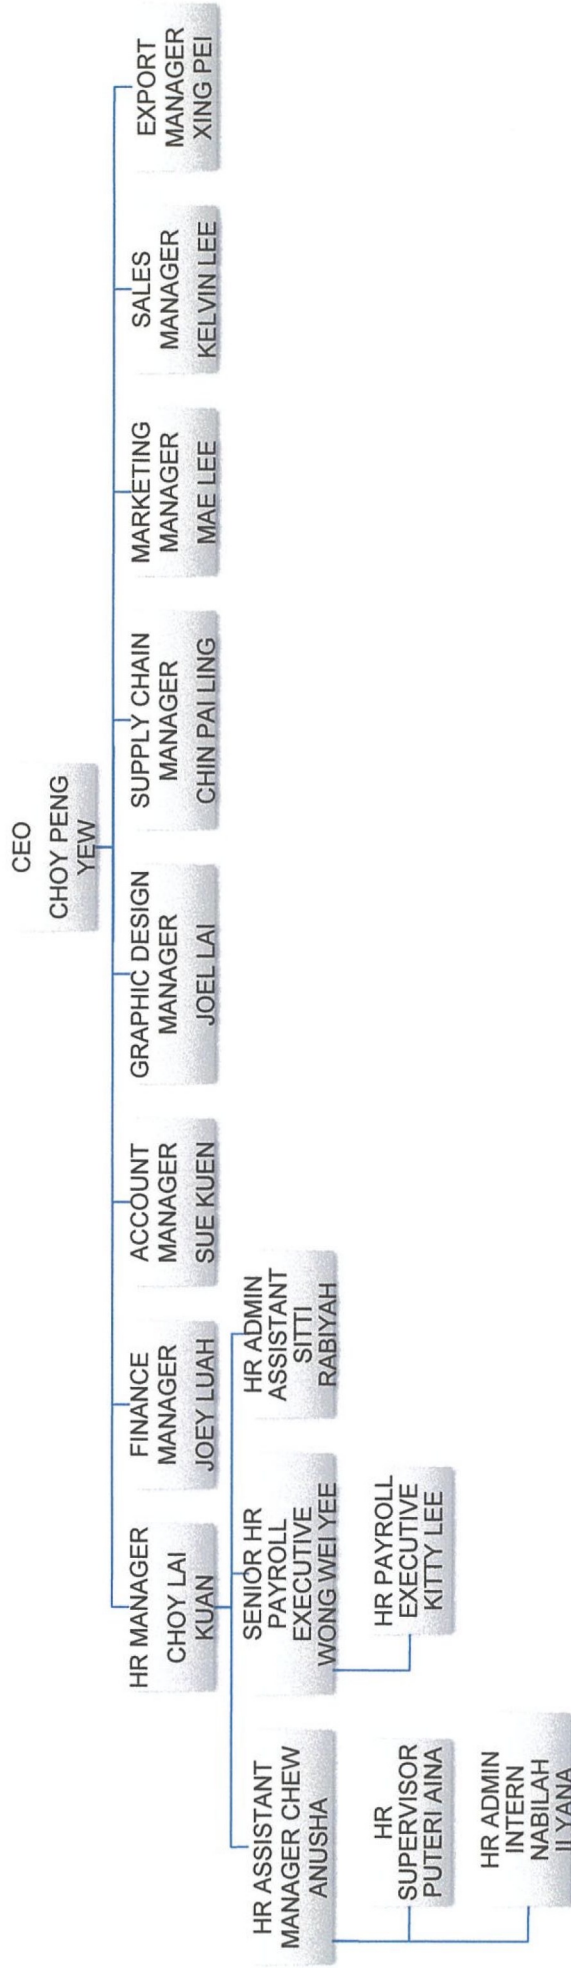 CEO
CHOY PENG
YEW
HR MANAGER
CHOY LAI
KUAN
FINANCE
MANAGER
JOEY LUAH
ACCOUNT
MANAGER
SUE KUEN
GRAPHIC DESIGN
MANAGER
JOEL LAI
SUPPLY CHAIN
MANAGER
CHIN PAI LING
MARKETING
MANAGER
MAE LEE
SALES
MANAGER
KELVIN LEE
EXPORT
MANAGER
XING PEI
HR ASSISTANT
MANAGER CHEW
ANUSHA
SENIOR HR
PAYROLL
EXECUTIVE
WONG WEI YEE
HR ADMIN
ASSISTANT
SITTI
RABIYAH
HR
SUPERVISOR
PUTERI AINA
HR PAYROLL
EXECUTIVE
KITTY LEE
HR ADMIN
INTERN
NABILAH